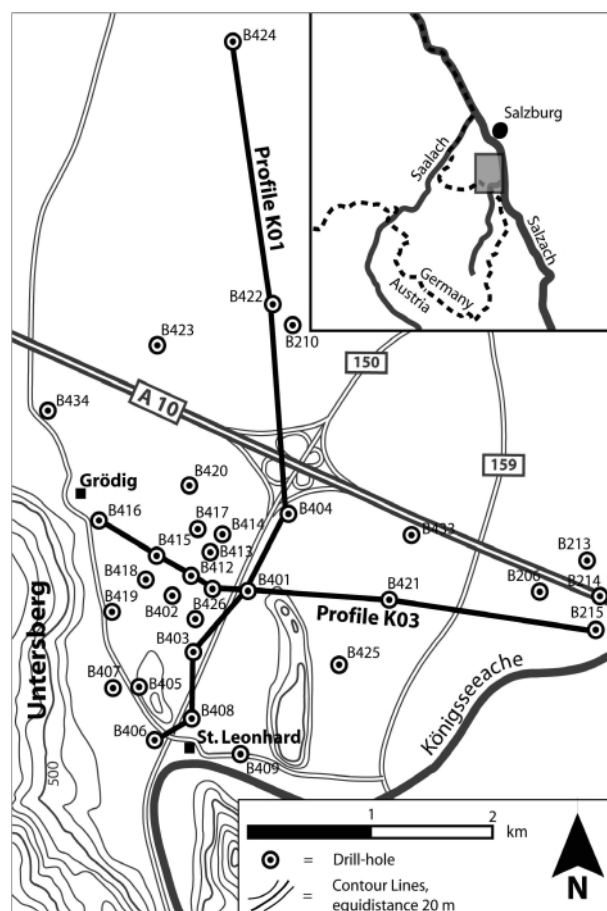 B424
Profile K01
Salzburg
Saalach
Salzach
Germany
Austria
B422
B210
B423
150
A 10
B434
159
Grödig
B420
B416
B417
B414
B404
B433
B415
B413
B213
B412
B418
B401
B206
B214
B421
B419
B402
B426
Profile K03
B215
Untersberg
B403
B425
B407
B405
Königsseeache
B408
B406
St. Leonhard
B409
500
1
2
km
= Drill-hole
= Contour Lines,
equidistance 20 m
N